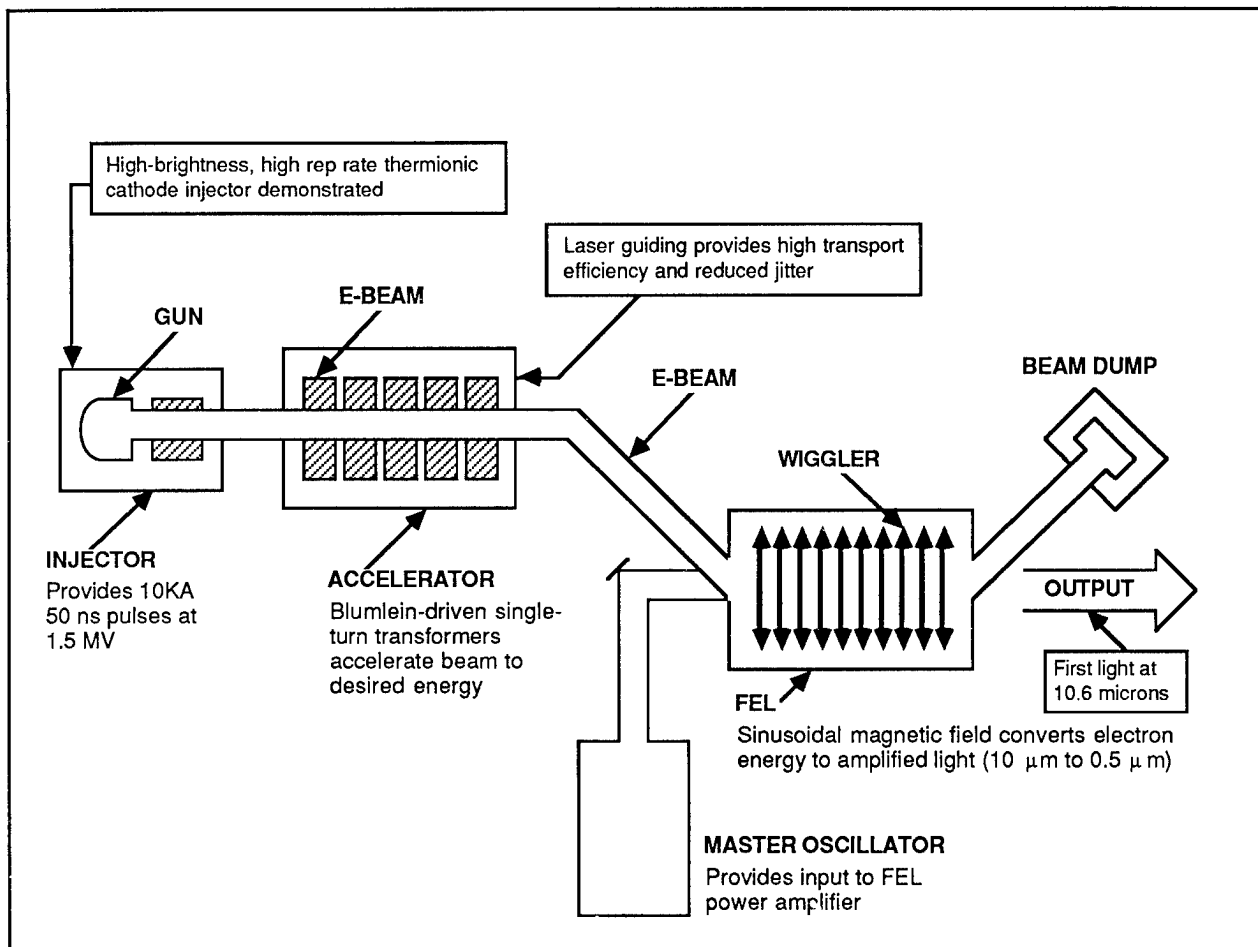 High-brightness, high rep rate thermionic
cathode injector demonstrated
Laser guiding provides high transport
efficiency and reduced jitter
E-BEAM
GUN
E-BEAM
BEAM DUMP
WIGGLER
INJECTOR
Provides 10KA
50 ns pulses at
1.5 MV
ACCELERATOR
Blumlein-driven single-
turn transformers
accelerate beam to
desired energy
OUTPUT
First light at
10.6 microns
FEL
Sinusoidal magnetic field converts electron
energy to amplified light (10 μm to 0.5 μ m)
MASTER OSCILLATOR
Provides input to FEL
power amplifier